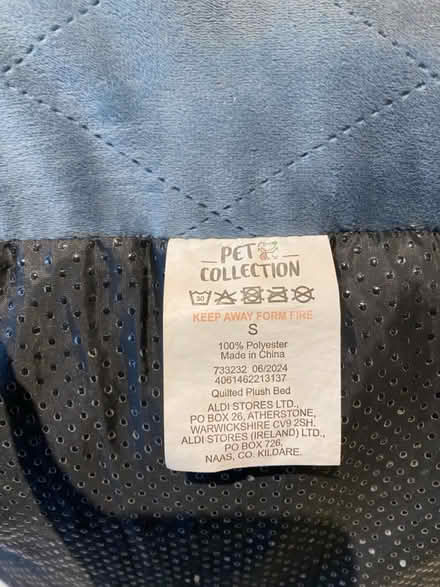 PET
COLLECTION
30
KEEP AWAY FORM FIRE
S
100% Polyester
Made in China
733232 06/2024
4061462213137
Quilted Plush Bed
ALDI STORES LTD.,
PO BOX 26, ATHERSTONE,
WARWICKSHIRE CV9 2SH.
ALDI STORES (IRELAND) LTD.,
PO BOX 726,
NAAS, CO. KILDARE.